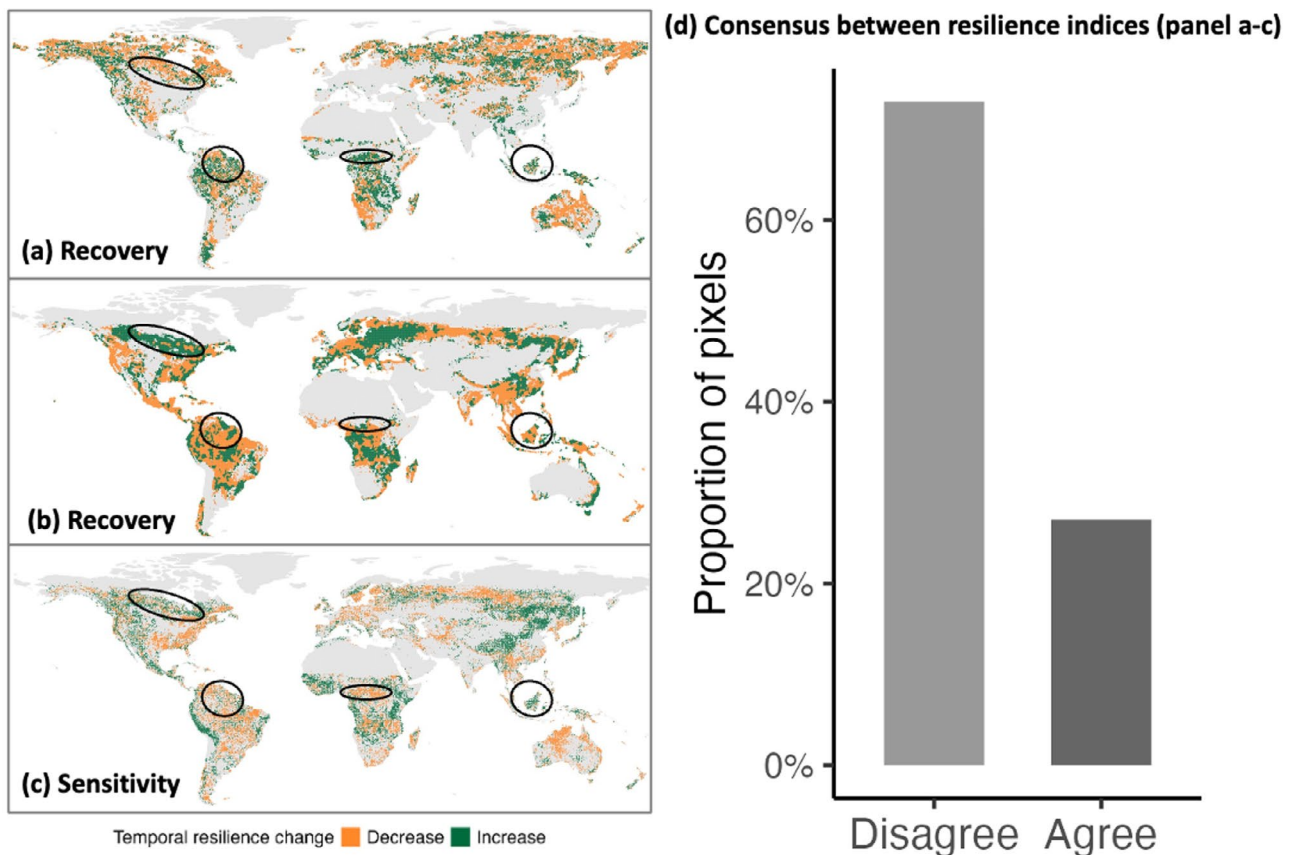 (a) Recovery
(b) Recovery
(c) Sensitivity
Temporal resilience change Decrease Increase
(d) Consensus between resilience indices (panel a-c)
Proportion of pixels
60%
40%
20%
0%
Disagree Agree